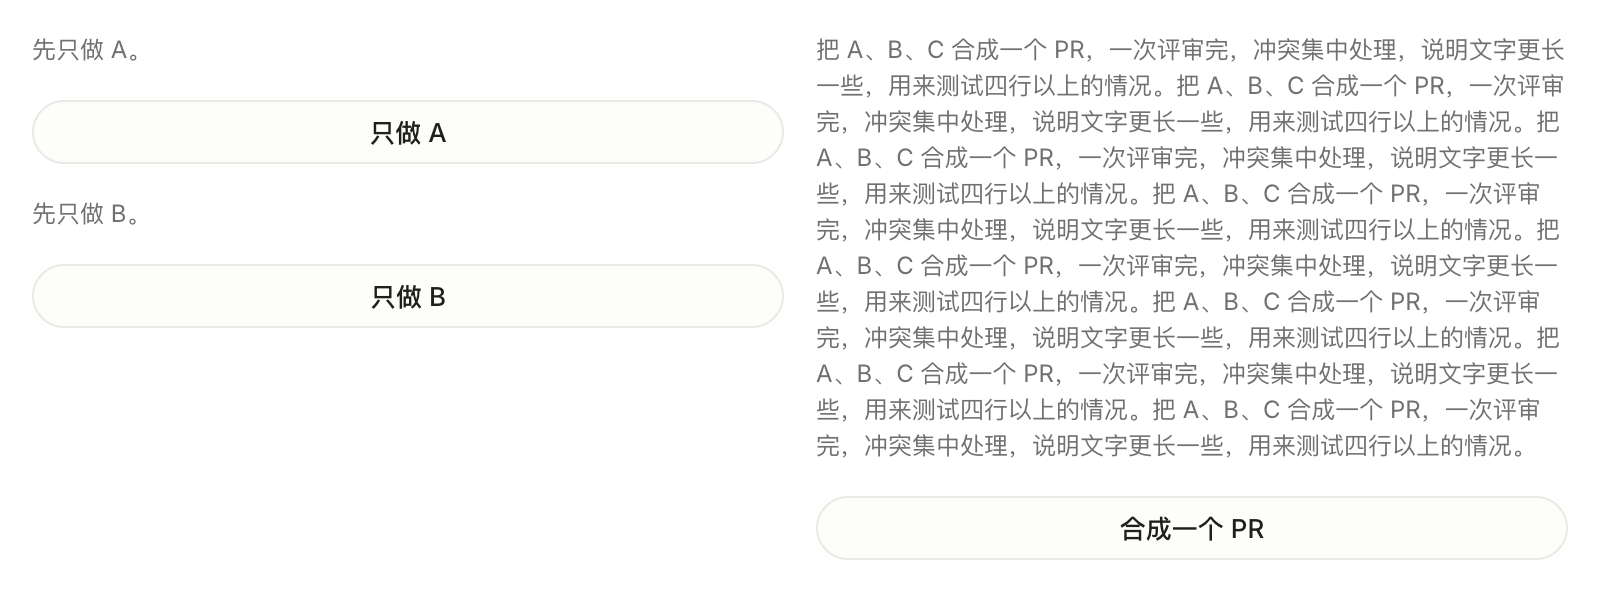 先只做 A。
只做 A
先只做 B。
只做 B
把 A、B、C 合成一个 PR，一次评审完，冲突集中处理，说明文字更长
一些，用来测试四行以上的情况。把 A、B、C 合成一个 PR，一次评审
完，冲突集中处理，说明文字更长一些，用来测试四行以上的情况。把
A、B、C 合成一个 PR，一次评审完，冲突集中处理，说明文字更长一
些，用来测试四行以上的情况。把 A、B、C 合成一个 PR，一次评审
完，冲突集中处理，说明文字更长一些，用来测试四行以上的情况。把
A、B、C 合成一个 PR，一次评审完，冲突集中处理，说明文字更长一
些，用来测试四行以上的情况。把 A、B、C 合成一个 PR，一次评审
完，冲突集中处理，说明文字更长一些，用来测试四行以上的情况。把
A、B、C 合成一个 PR，一次评审完，冲突集中处理，说明文字更长一
些，用来测试四行以上的情况。把 A、B、C 合成一个 PR，一次评审
完，冲突集中处理，说明文字更长一些，用来测试四行以上的情况。
合成一个 PR